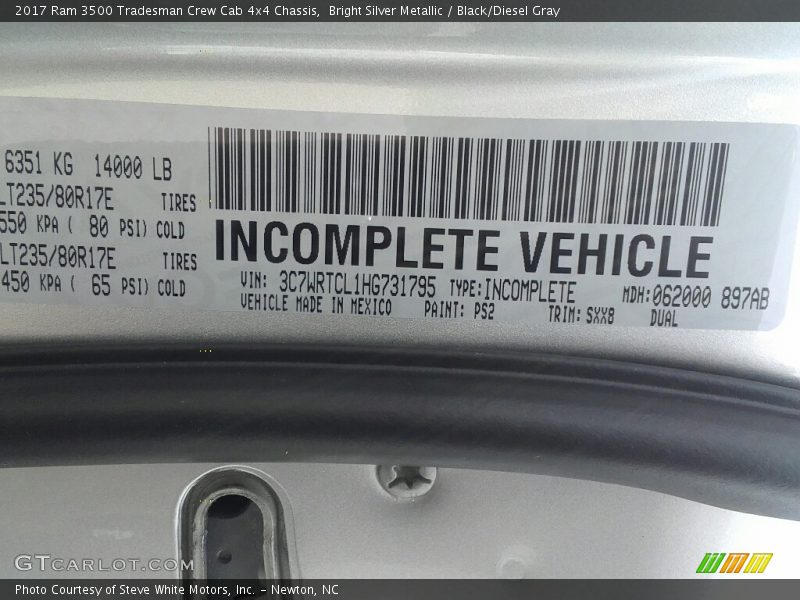 2017 Ram 3500 Tradesman Crew Cab 4x4 Chassis,  Bright Silver Metallic / Black/Diesel Gray
6351 KG 14000 LB
LT235/80R17E TIRES
550 KPA ( 80 PSI) COLD
LT235/80R17E TIRES
450 KPA ( 65 PSI) COLD
INCOMPLETE VEHICLE
VIN: 3C7WRTCL1HG731795 TYPE:INCOMPLETE MDH:062000 897AB
VEHICLE MADE IN MEXICO PAINT: PS2 TRIM: SXX8 DUAL
GTCARLOT.COM
Photo Courtesy of Steve White Motors, Inc. – Newton, NC